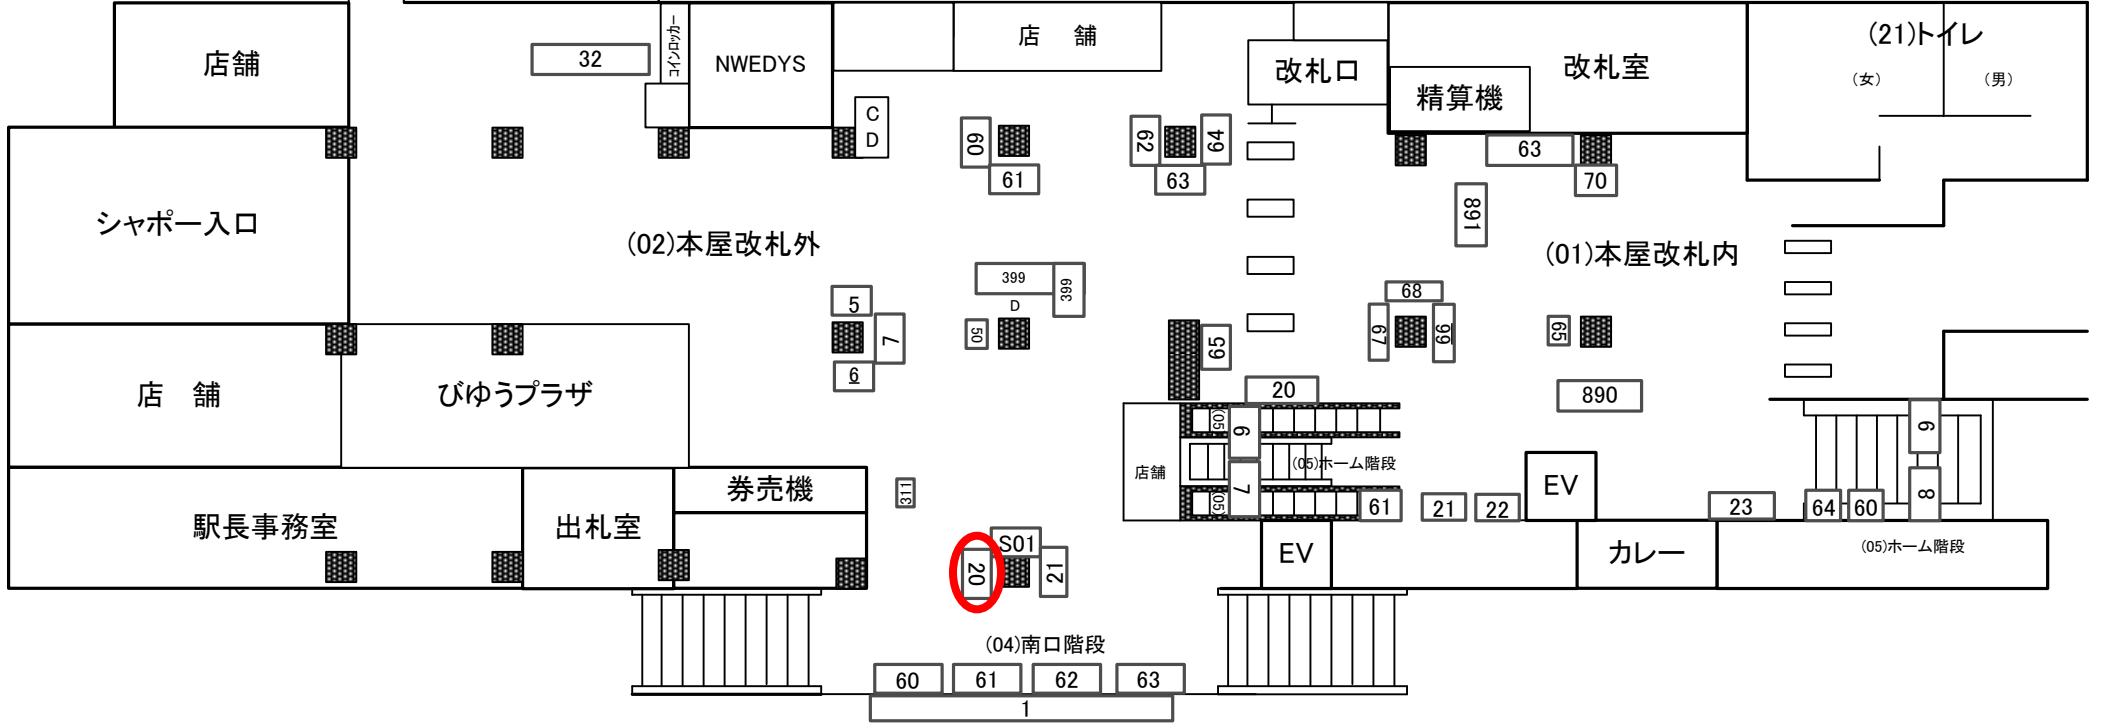 店舗
32
コインロッカー
NWEDYS
CD
店　舗
改札口
精算機
改札室
(21)トイレ
(女)
(男)
60
61
62
64
63
63
70
891
シャポー入口
(02)本屋改札外
(01)本屋改札内
399
399
D
5
7
6
50
65
68
67
66
65
20
890
店　舗
びゆうプラザ
店舗
(05)
6
(05)ホーム階段
7
(05)
61
21
22
EV
23
64
60
6
8
駅長事務室
出札室
券売機
311
S01
20
21
EV
カレー
(05)ホーム階段
(04)南口階段
60
61
62
63
1